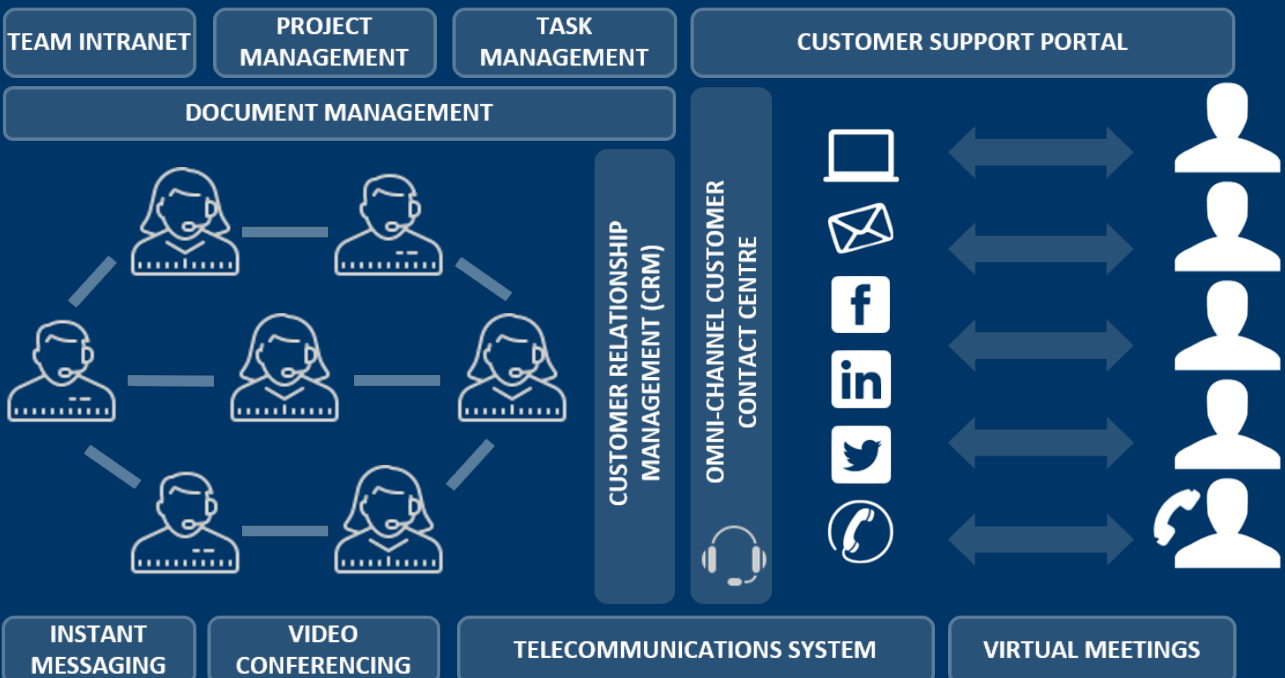 TEAM INTRANET
PROJECT
MANAGEMENT
TASK
MANAGEMENT
CUSTOMER SUPPORT PORTAL
DOCUMENT MANAGEMENT
CUSTOMER RELATIONSHIP
MANAGEMENT (CRM)
OMNI-CHANNEL CUSTOMER
CONTACT CENTRE
f
in
INSTANT
MESSAGING
VIDEO
CONFERENCING
TELECOMMUNICATIONS SYSTEM
VIRTUAL MEETINGS